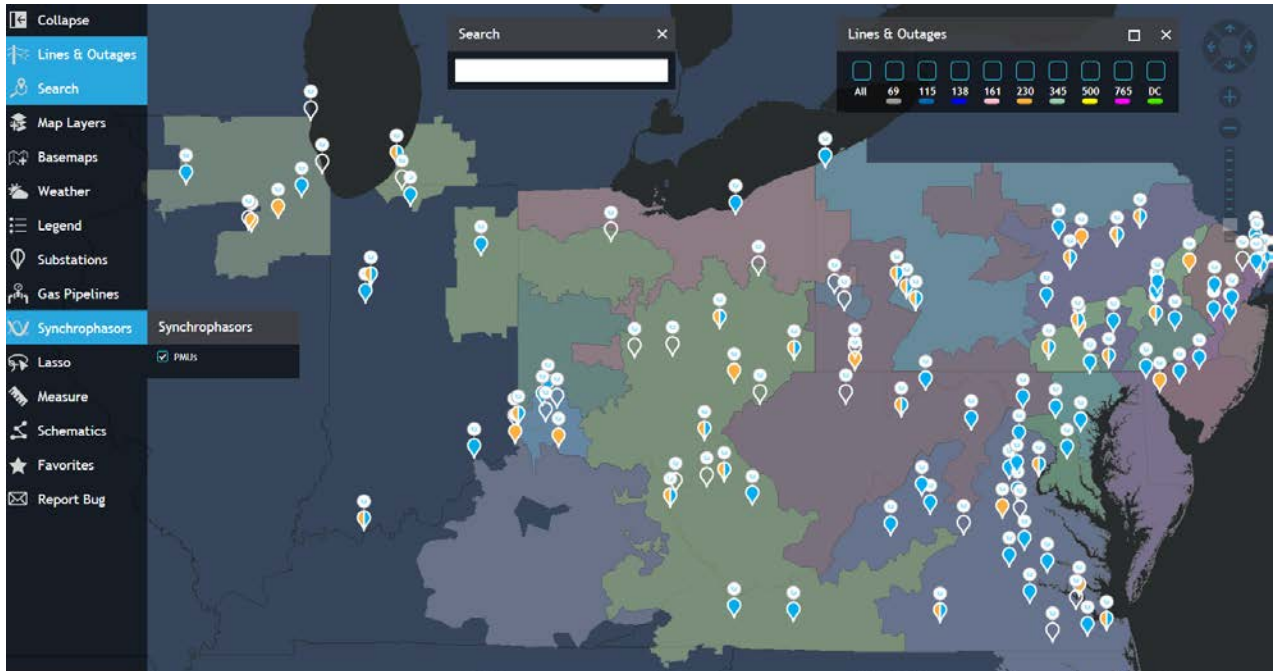 Collapse
Lines & Outages
Search
Map Layers
Basemaps
Weather
Legend
Substations
Gas Pipelines
Synchrophasors
Lasso
Measure
Schematics
Favorites
Report Bug
Synchrophasors
PMUs
Search
Lines & Outages
All 69 115 138 161 230 345 500 765 DC